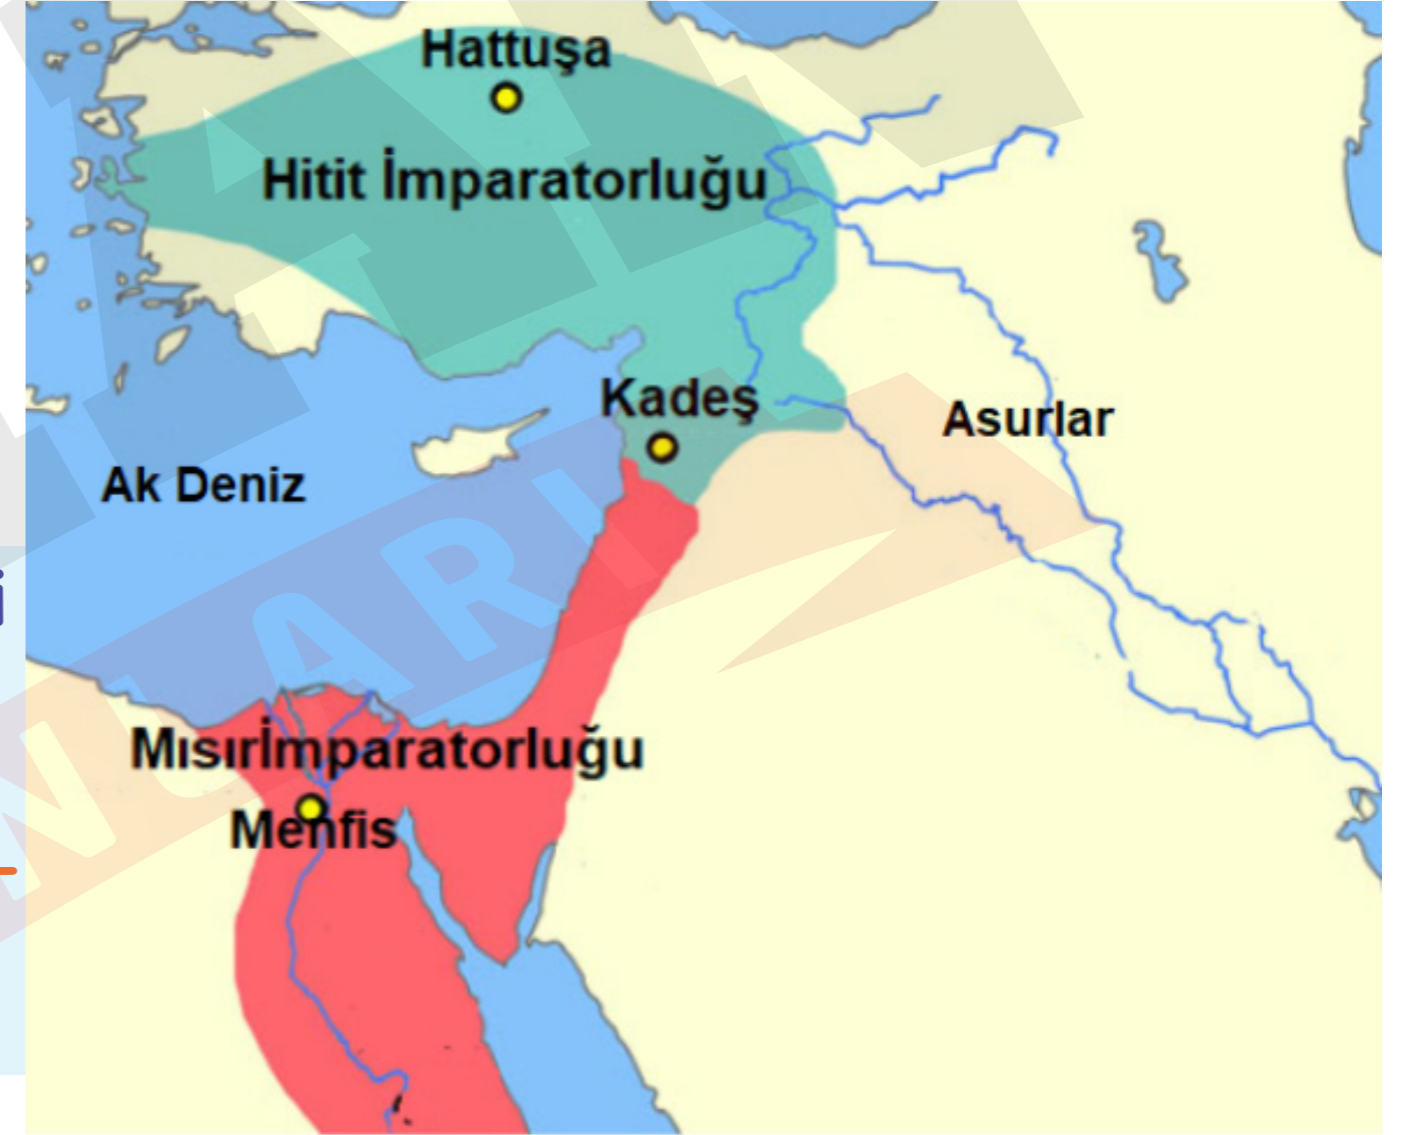 Hattuşa
Hitit İmparatorluğu
Kadeş
Asurlar
Ak Deniz
Mısırİmparatorluğu
Menfis